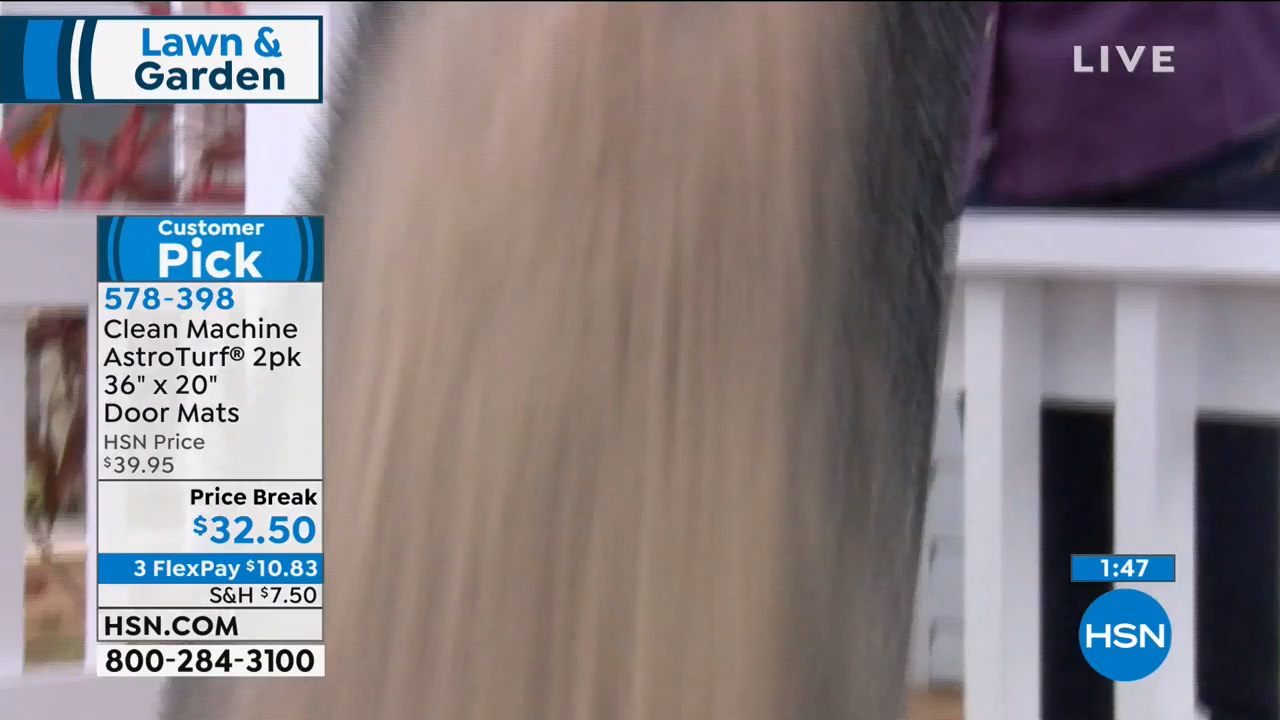 Lawn &
Garden
LIVE
Customer
Pick
578-398
Clean Machine
AstroTurf® 2pk
36" x 20"
Door Mats
HSN Price
$39.95
Price Break
$32.50
3 FlexPay $10.83
S&H $7.50
HSN.COM
800-284-3100
1:47
HSN